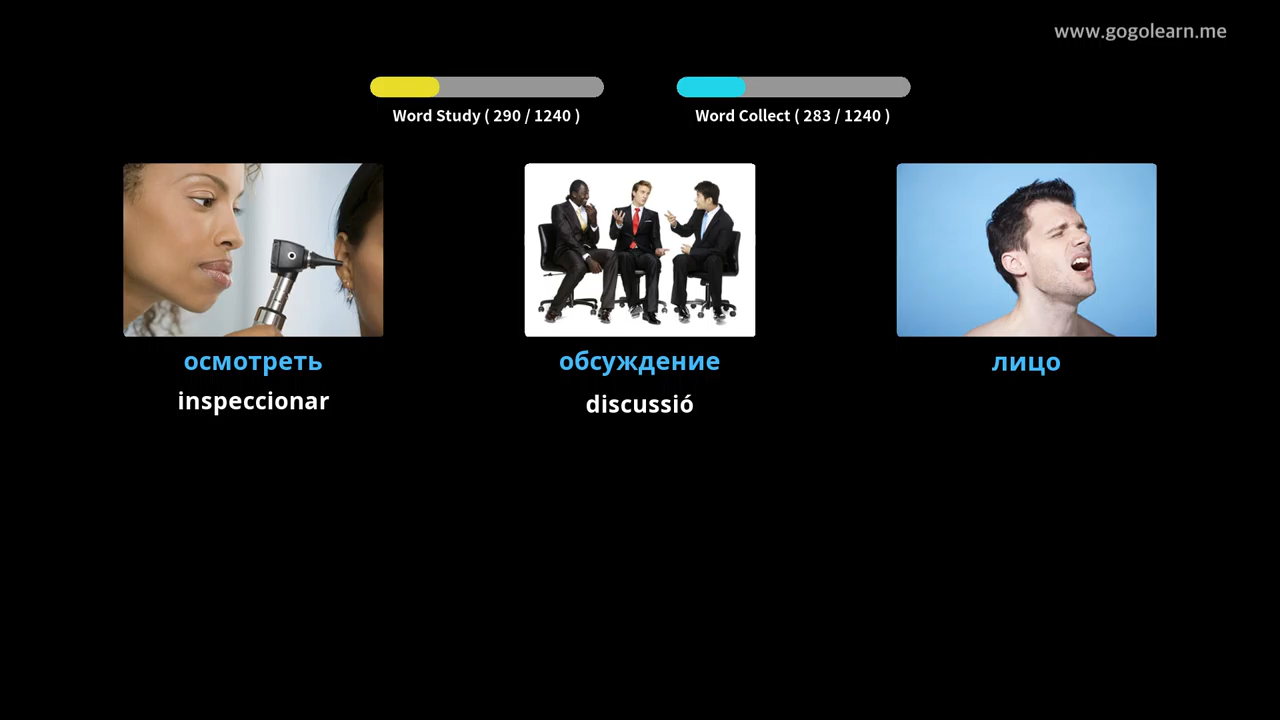 www.gogolearn.me
Word Study ( 290 / 1240 )
Word Collect ( 283 / 1240 )
осмотреть
обсуждение
лицо
inspeccionar
discussió